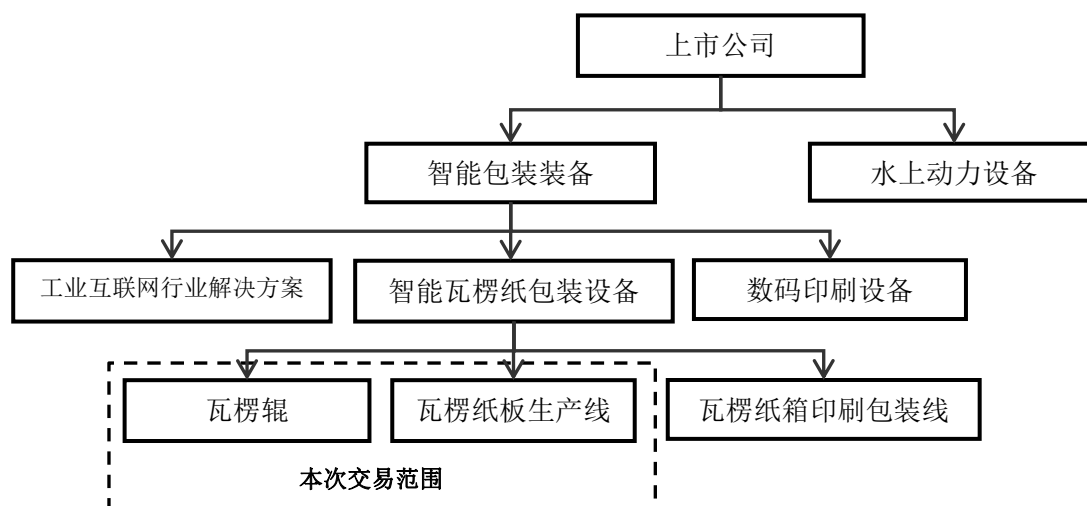 上市公司
智能包装装备
水上动力设备
工业互联网行业解决方案
智能瓦楞纸包装设备
数码印刷设备
瓦楞辊
瓦楞纸板生产线
瓦楞纸箱印刷包装线
本次交易范围